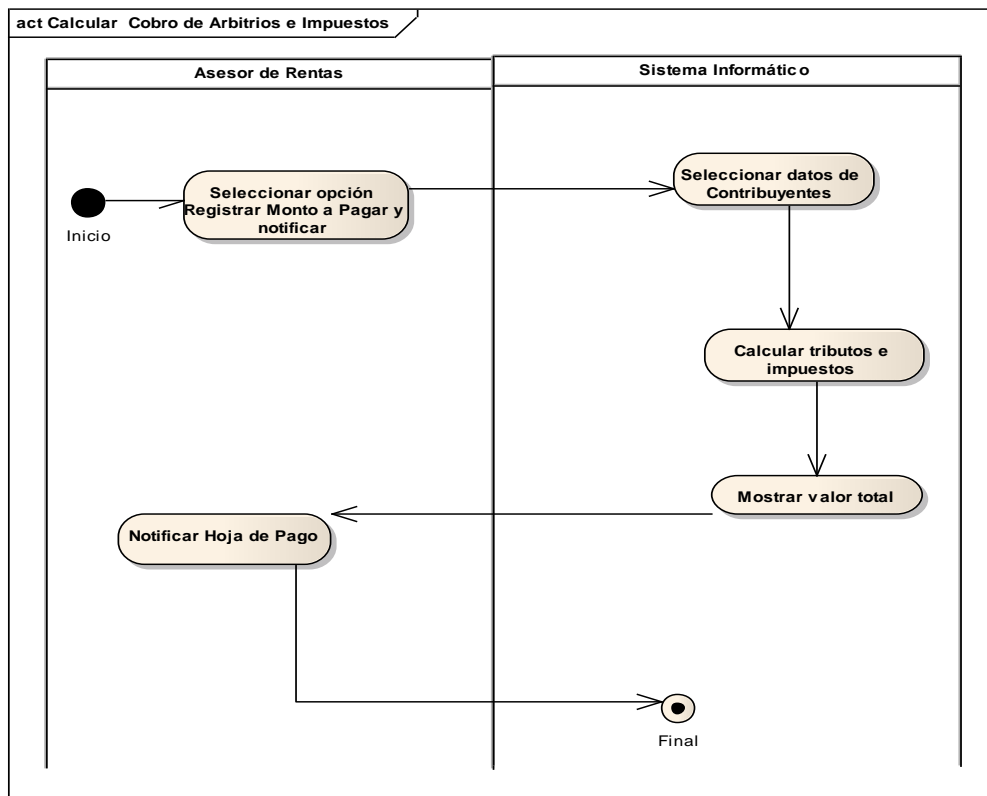 act Calcular Cobro de Arbitrios e Impuestos
Asesor de Rentas
Sistema Informático
Seleccionar opción
Registrar Monto a Pagar y
notificar
Inicio
Seleccionar datos de
Contribuyentes
Calcular tributos e
impuestos
Mostrar valor total
Notificar Hoja de Pago
Final